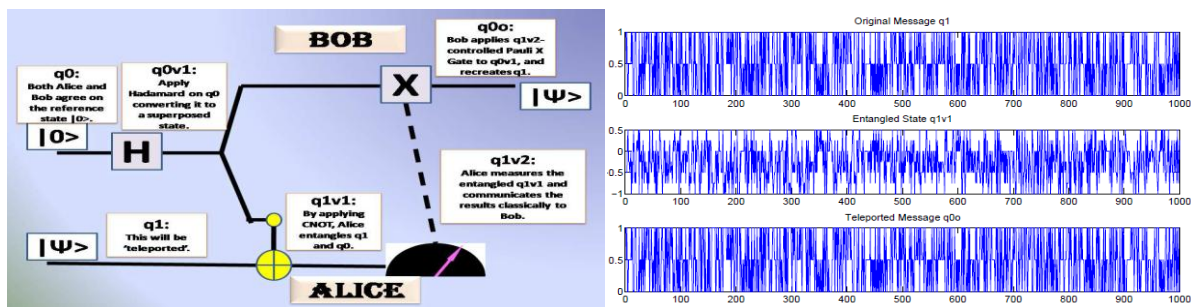 BOB
q0o:
Bob applies q1v2-
controlled Pauli X
Gate to q0v1, and
recreates q1.
q0:
Both Alice and
Bob agree on
the reference
state |0>.
q0v1:
Apply
Hadamard on q0
converting it to
a superposed
state.
X
|Ψ>
|0>
H
q1v2:
Alice measures the
entangled q1v1 and
communicates the
results classically to
Bob.
q1:
This will be
'teleported'.
q1v1:
By applying
CNOT, Alice
entangles q1
and q0.
|Ψ>
ALICE
Original Message q1
1
0.5
0
0 100 200 300 400 500 600 700 800 900 1000
Entangled State q1v1
0.5
0
-0.5
-1
0 100 200 300 400 500 600 700 800 900 1000
Teleported Message q0o
1
0.5
0
0 100 200 300 400 500 600 700 800 900 1000